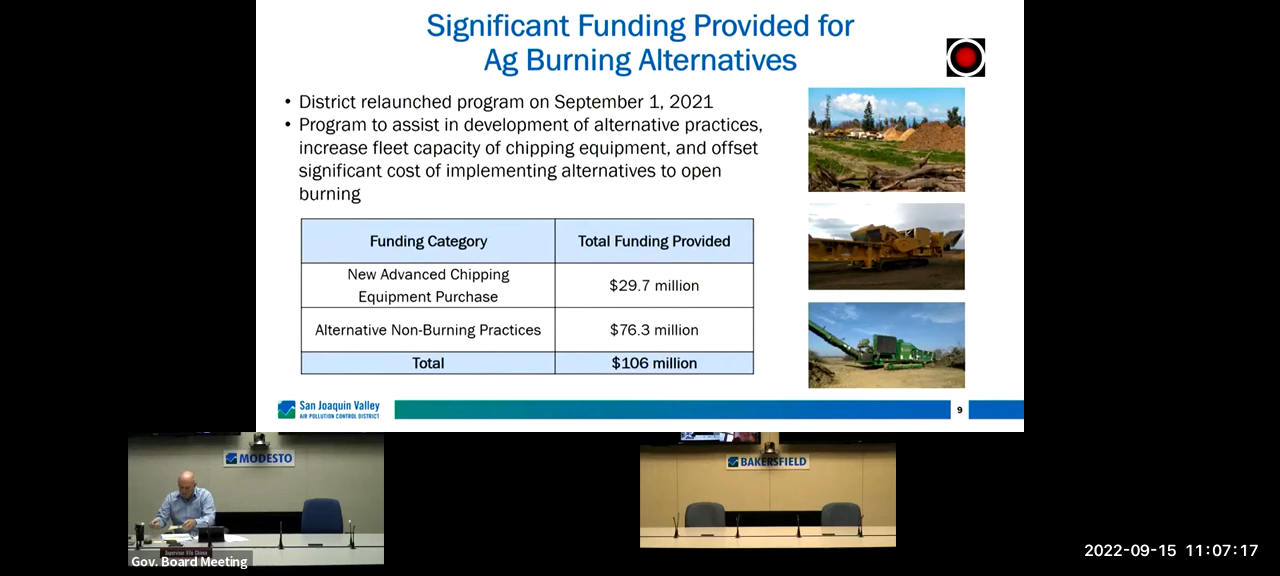 Significant Funding Provided for
Ag Burning Alternatives
• District relaunched program on September 1, 2021
• Program to assist in development of alternative practices,
increase fleet capacity of chipping equipment, and offset
significant cost of implementing alternatives to open
burning
Funding Category
Total Funding Provided
New Advanced Chipping
Equipment Purchase
$29.7 million
Alternative Non-Burning Practices
$76.3 million
Total
$106 million
San Joaquin Valley
AIR POLLUTION CONTROL DISTRICT
9
MODESTO
BAKERSFIELD
Gov. Board Meeting
2022-09-15 11:07:17